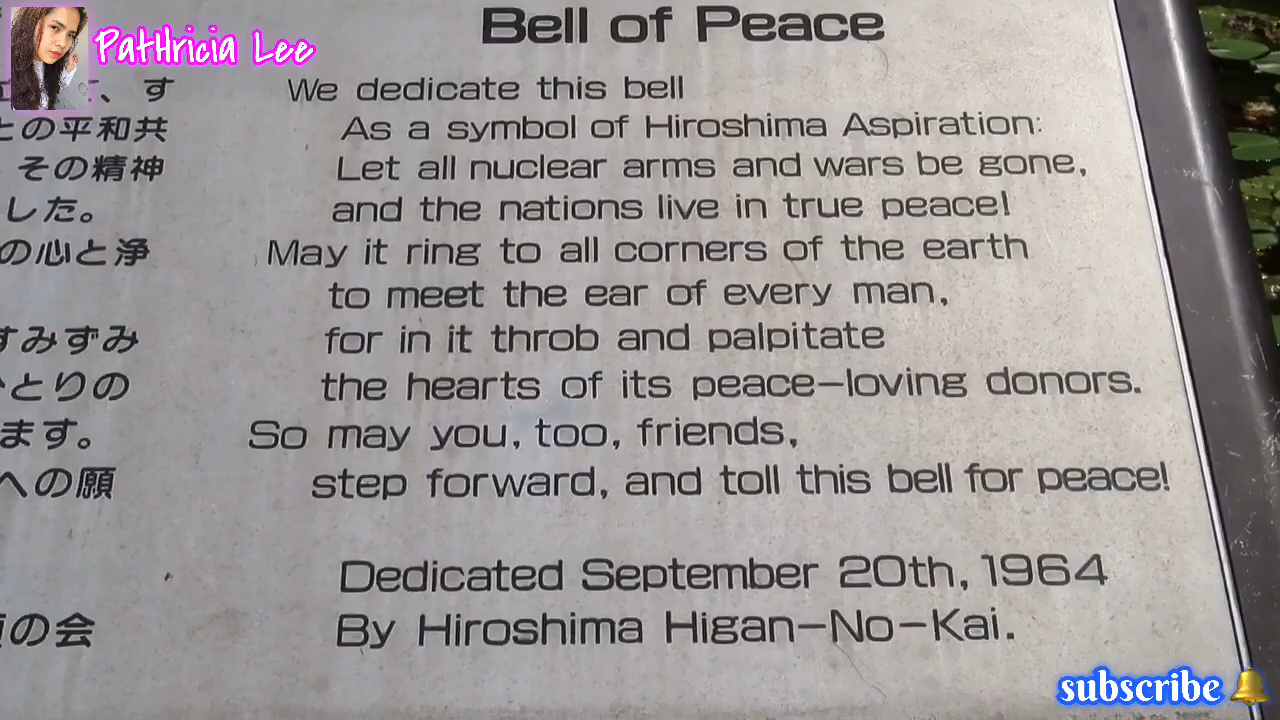 PatHricia Lee
Bell of Peace
We dedicate this bell
As a symbol of Hiroshima Aspiration:
Let all nuclear arms and wars be gone,
and the nations live in true peace!
May it ring to all corners of the earth
to meet the ear of every man,
for in it throb and palpitate
the hearts of its peace-loving donors.
So may you, too, friends,
step forward, and toll this bell for peace!
Dedicated September 20th, 1964
By Hiroshima Higan-No-Kai.
、す
との平和共
その精神
した。
の心と浄
すみずみ
とりの
ます。
への願
の会
subscribe